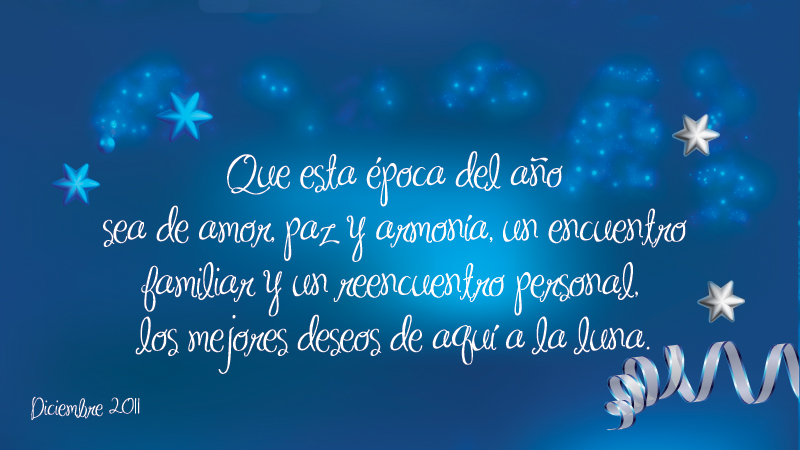 Que esta época del año
sea de amor, paz y armonía, un encuentro
familiar y un reencuentro personal,
los mejores deseos de aquí a la luna.
Diciembre 2011